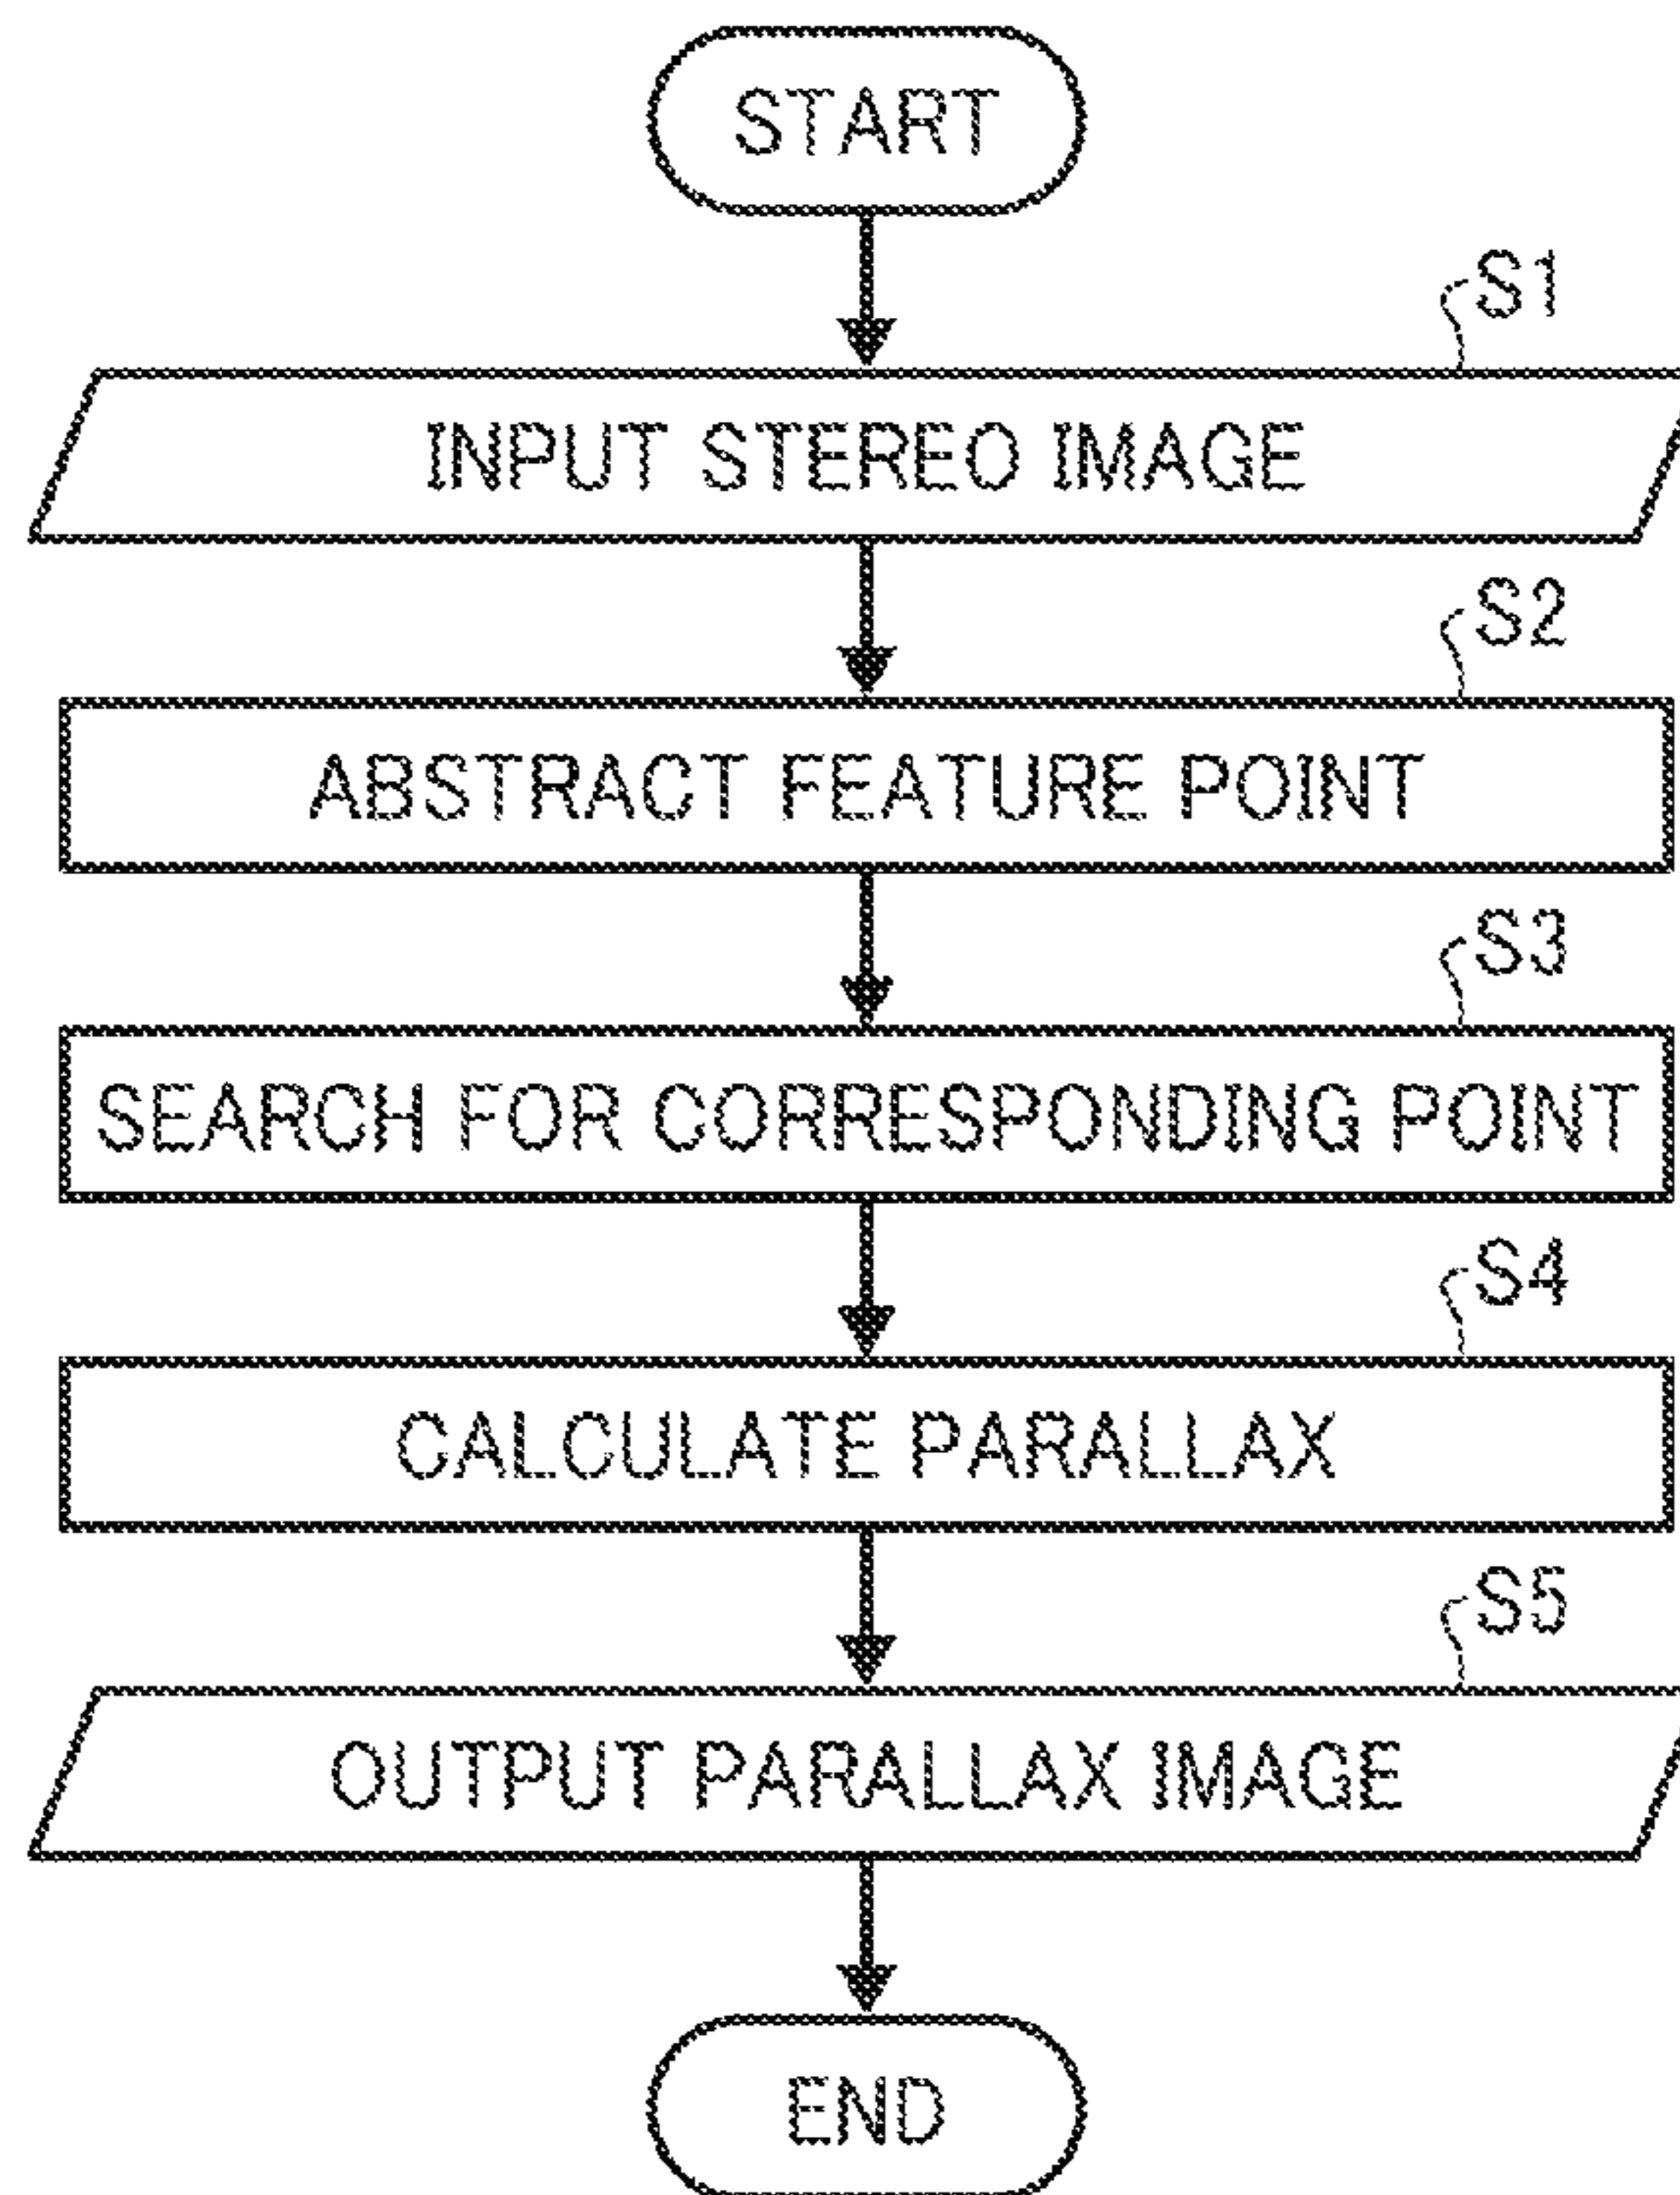 START
S1
INPUT STEREO IMAGE
S2
ABSTRACT FEATURE POINT
S3
SEARCH FOR CORRESPONDING POINT
S4
CALCULATE PARALLAX
S5
OUTPUT PARALLAX IMAGE
END